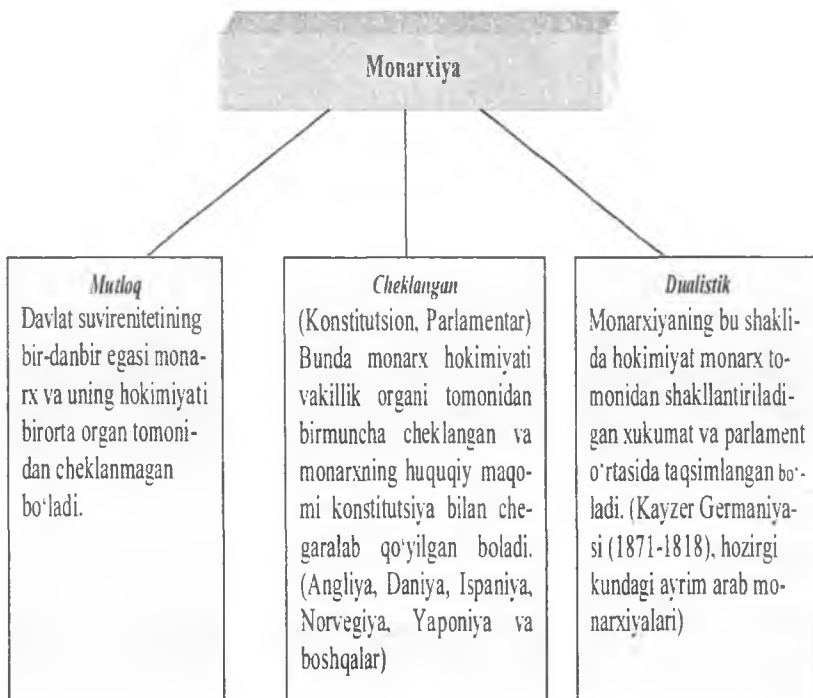 Monarxiya
Mutloq
Davlat suvirenitetining
bir-danbir egasi mona-
rx va uning hokimiyati
birorta organ tomoni-
dan cheklanmagan
bo‘ladi.
Cheklangan
(Konstitutsion, Parlamentar)
Bunda monarx hokimiyati
vakillik organi tomonidan
birmuncha cheklangan va
monarxning huquqiy maqo-
mi konstitutsiya bilan che-
garalab qo‘yilgan boladi.
(Angliya, Daniya, Ispaniya,
Norvegiya, Yaponiya va
boshqalar)
Dualistik
Monarxiyaning bu shakli-
da hokimiyat monarx to-
monidan shakllantiriladi-
gan xukumat va parlament
o‘rtasida taqsimlangan bo‘-
ladi. (Kayzer Germaniya-
si (1871-1818), hozirgi
kundagi ayrim arab mo-
narxiyalari)